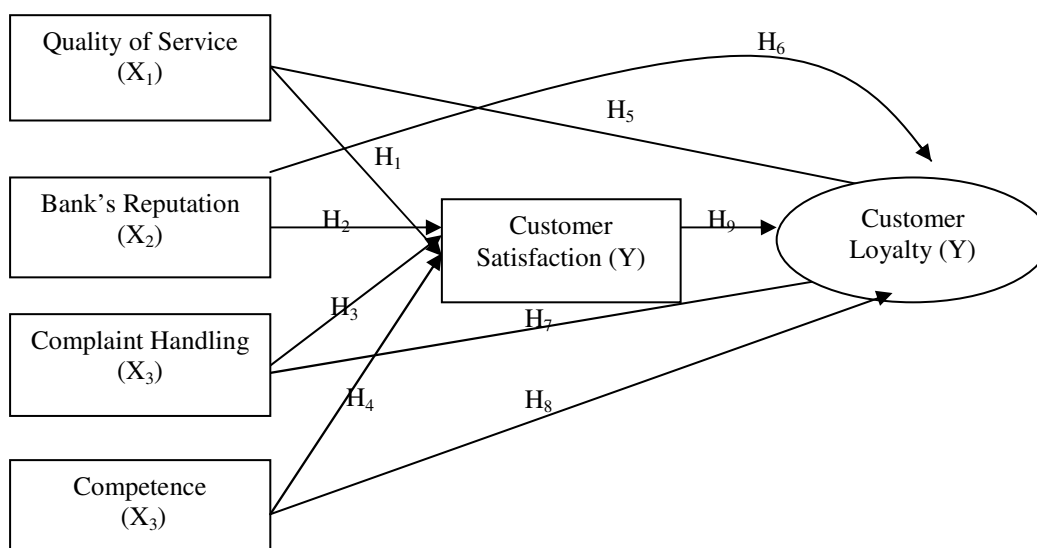 Quality of Service
(X₁)
H₆
H₅
H₁
Bank’s Reputation
(X₂)
H₂
Customer
Satisfaction (Y)
H₉
Customer
Loyalty (Y)
Complaint Handling
(X₃)
H₃
H₇
H₄
H₈
Competence
(X₃)